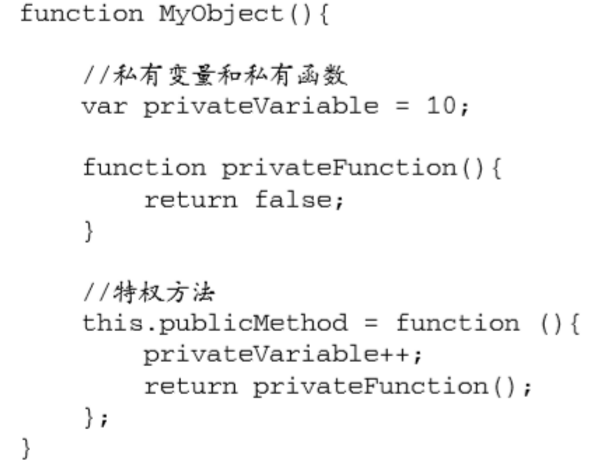 function MyObject(){
//私有变量和私有函数
var privateVariable = 10;
function privateFunction(){
return false;
}
//特权方法
this.publicMethod = function (){
privateVariable++;
return privateFunction();
};
}